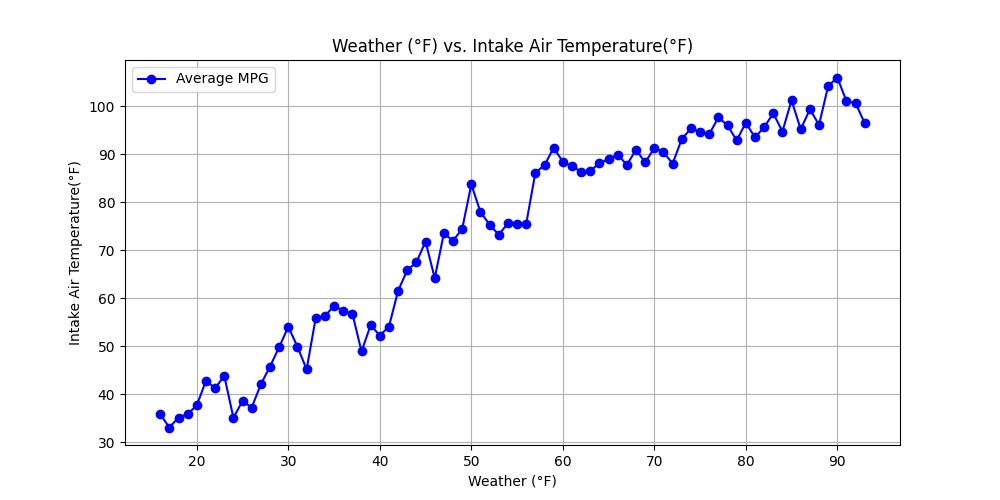 Weather (°F) vs. Intake Air Temperature(°F)
Average MPG
Intake Air Temperature(°F)
100
90
80
70
60
50
40
30
20 30 40 50 60 70 80 90
Weather (°F)